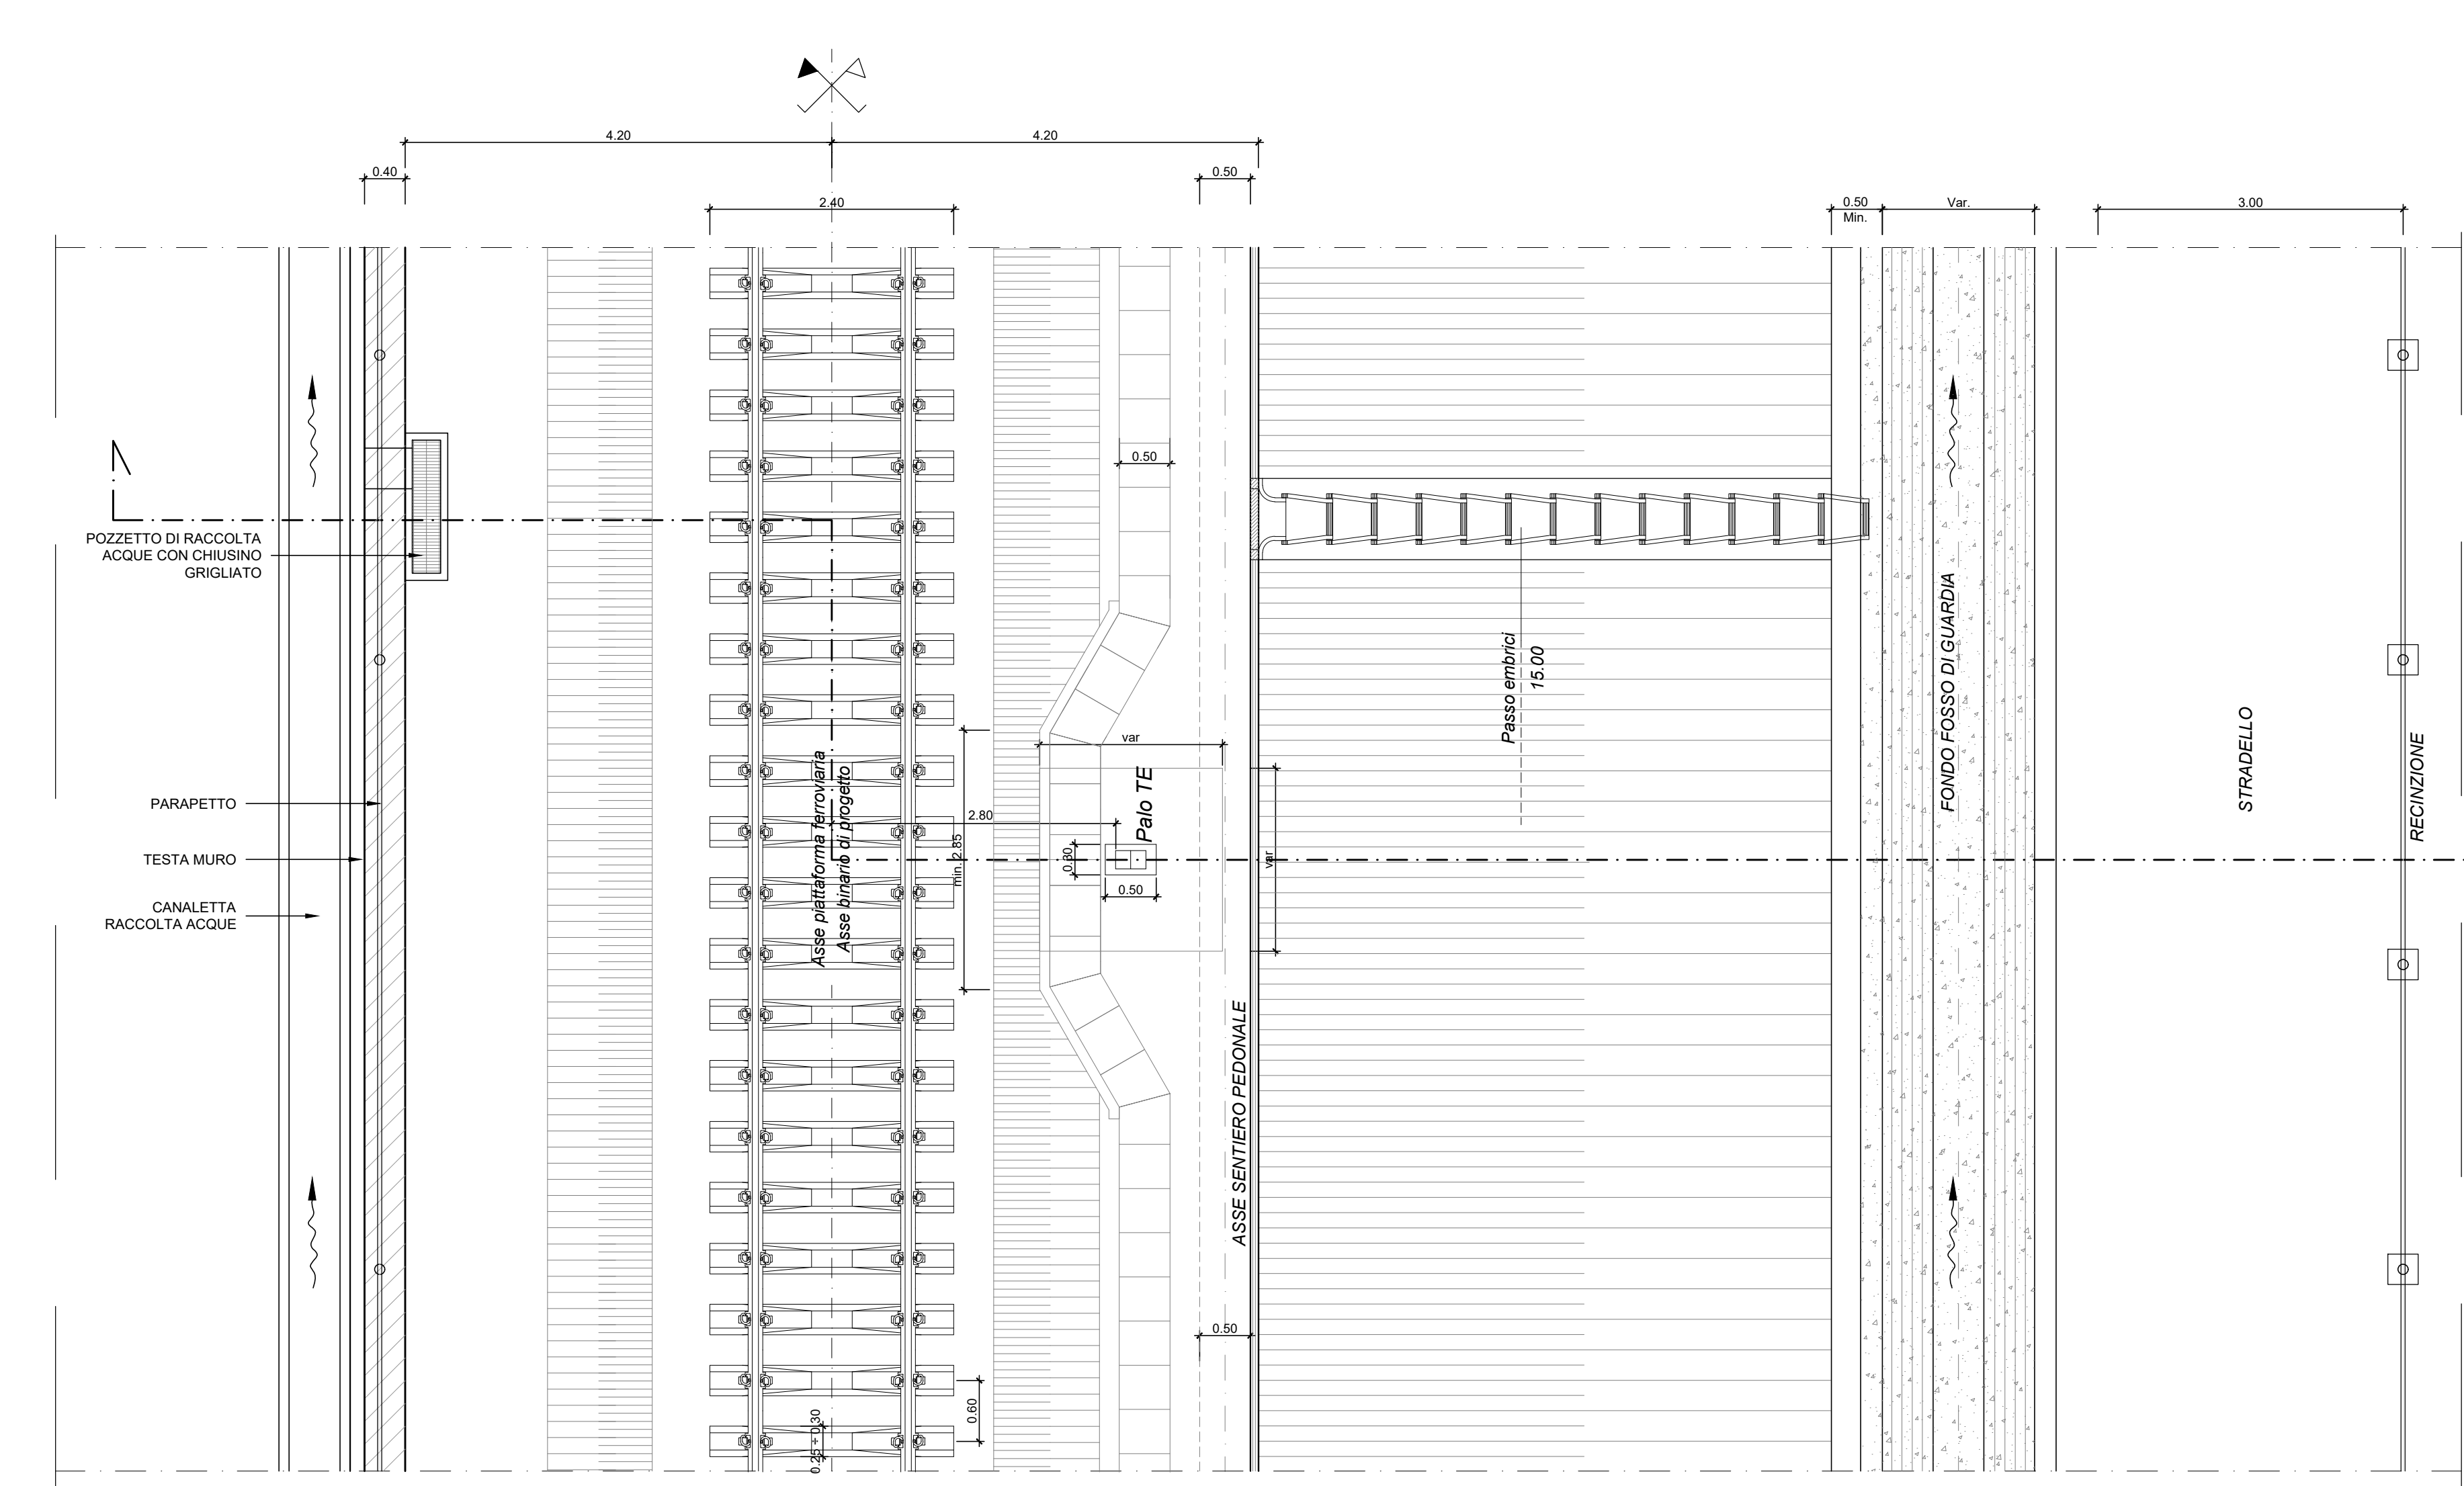 4.20
4.20
0.40
0.50
2.40
0.50
Min.
Var.
3.00
0.50
POZZETTO DI RACCOLTA
ACQUE CON CHIUSINO
GRIGLIATO
Passo embrici
15.00
FONDO FOSSO DI GUARDIA
STRADELLO
RECINZIONE
var
Palo TE
Asse piattaforma ferroviaria
Asse binario di progetto
PARAPETTO
2.80
min. 2.85
0.30
0.50
var
TESTA MURO
CANALETTA
RACCOLTA ACQUE
ASSE SENTIERO PEDONALE
0.50
0.60
0.25 ÷ 0.30